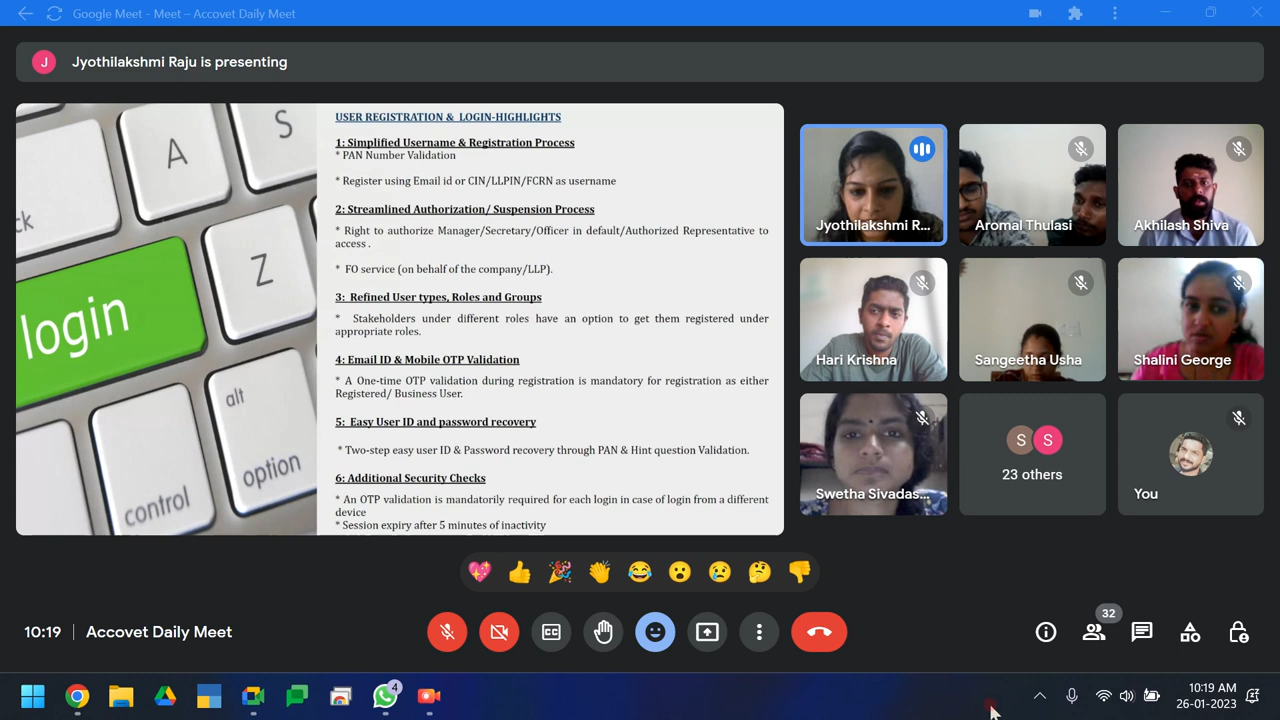 Google Meet - Meet – Accovet Daily Meet
J
Jyothilakshmi Raju is presenting
A
S
Z
login
alt
option
control
USER REGISTRATION & LOGIN-HIGHLIGHTS
1: Simplified Username & Registration Process
* PAN Number Validation
* Register using Email id or CIN/LLPIN/FCRN as username
2: Streamlined Authorization/ Suspension Process
* Right to authorize Manager/Secretary/Officer in default/Authorized Representative to
access .
* FO service (on behalf of the company/LLP).
3: Refined User types, Roles and Groups
* Stakeholders under different roles have an option to get them registered under
appropriate roles.
4: Email ID & Mobile OTP Validation
* A One-time OTP validation during registration is mandatory for registration as either
Registered/ Business User.
5: Easy User ID and password recovery
* Two-step easy user ID & Password recovery through PAN & Hint question Validation.
6: Additional Security Checks
* An OTP validation is mandatorily required for each login in case of login from a different
device
* Session expiry after 5 minutes of inactivity
Jyothilakshmi R...
Aromal Thulasi
Akhilash Shiva
Hari Krishna
Sangeetha Usha
Shalini George
Swetha Sivadas...
S S
23 others
You
10:19 | Accovet Daily Meet
CC
32
4
10:19 AM
26-01-2023